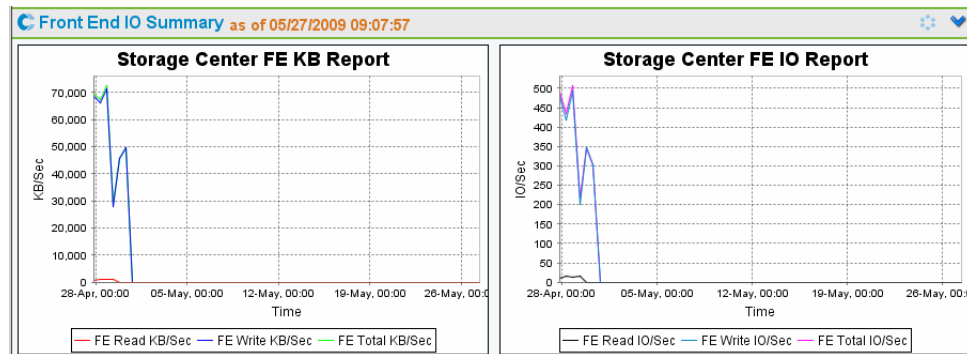 Front End IO Summary as of 05/27/2009 09:07:57
Storage Center FE KB Report
70,000
60,000
50,000
40,000
30,000
20,000
10,000
0
KB/Sec
28-Apr, 00:00 05-May, 00:00 12-May, 00:00 19-May, 00:00 26-May, 00:0
Time
FE Read KB/Sec FE Write KB/Sec FE Total KB/Sec
Storage Center FE IO Report
500
450
400
350
300
250
200
150
100
50
0
IO/Sec
28-Apr, 00:00 05-May, 00:00 12-May, 00:00 19-May, 00:00 26-May, 00:0
Time
FE Read IO/Sec FE Write IO/Sec FE Total IO/Sec